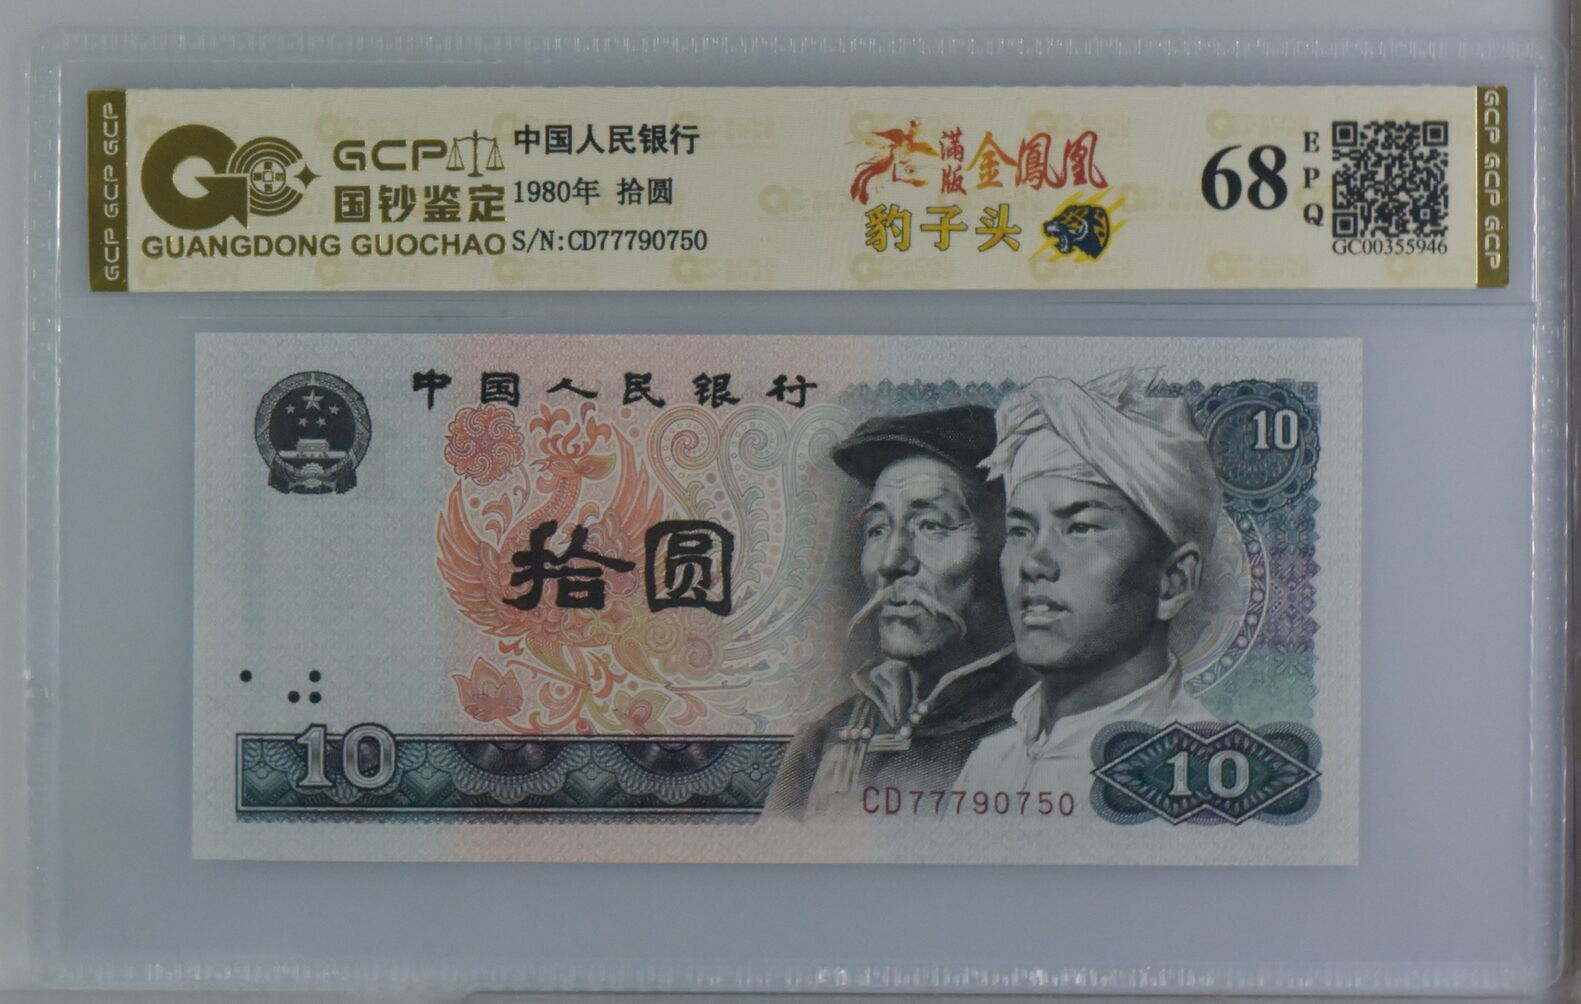 GCP
国钞鉴定
GUANGDONG GUOCHAO
中国人民银行
1980年 拾圆
S/N:CD77790750
滿版 金鳳凰
豹子头
68
EPQ
GC00355946
GCP GCP GCP
GCP GCP GCP
中国人民银行
10
拾圆
10
CD77790750
10